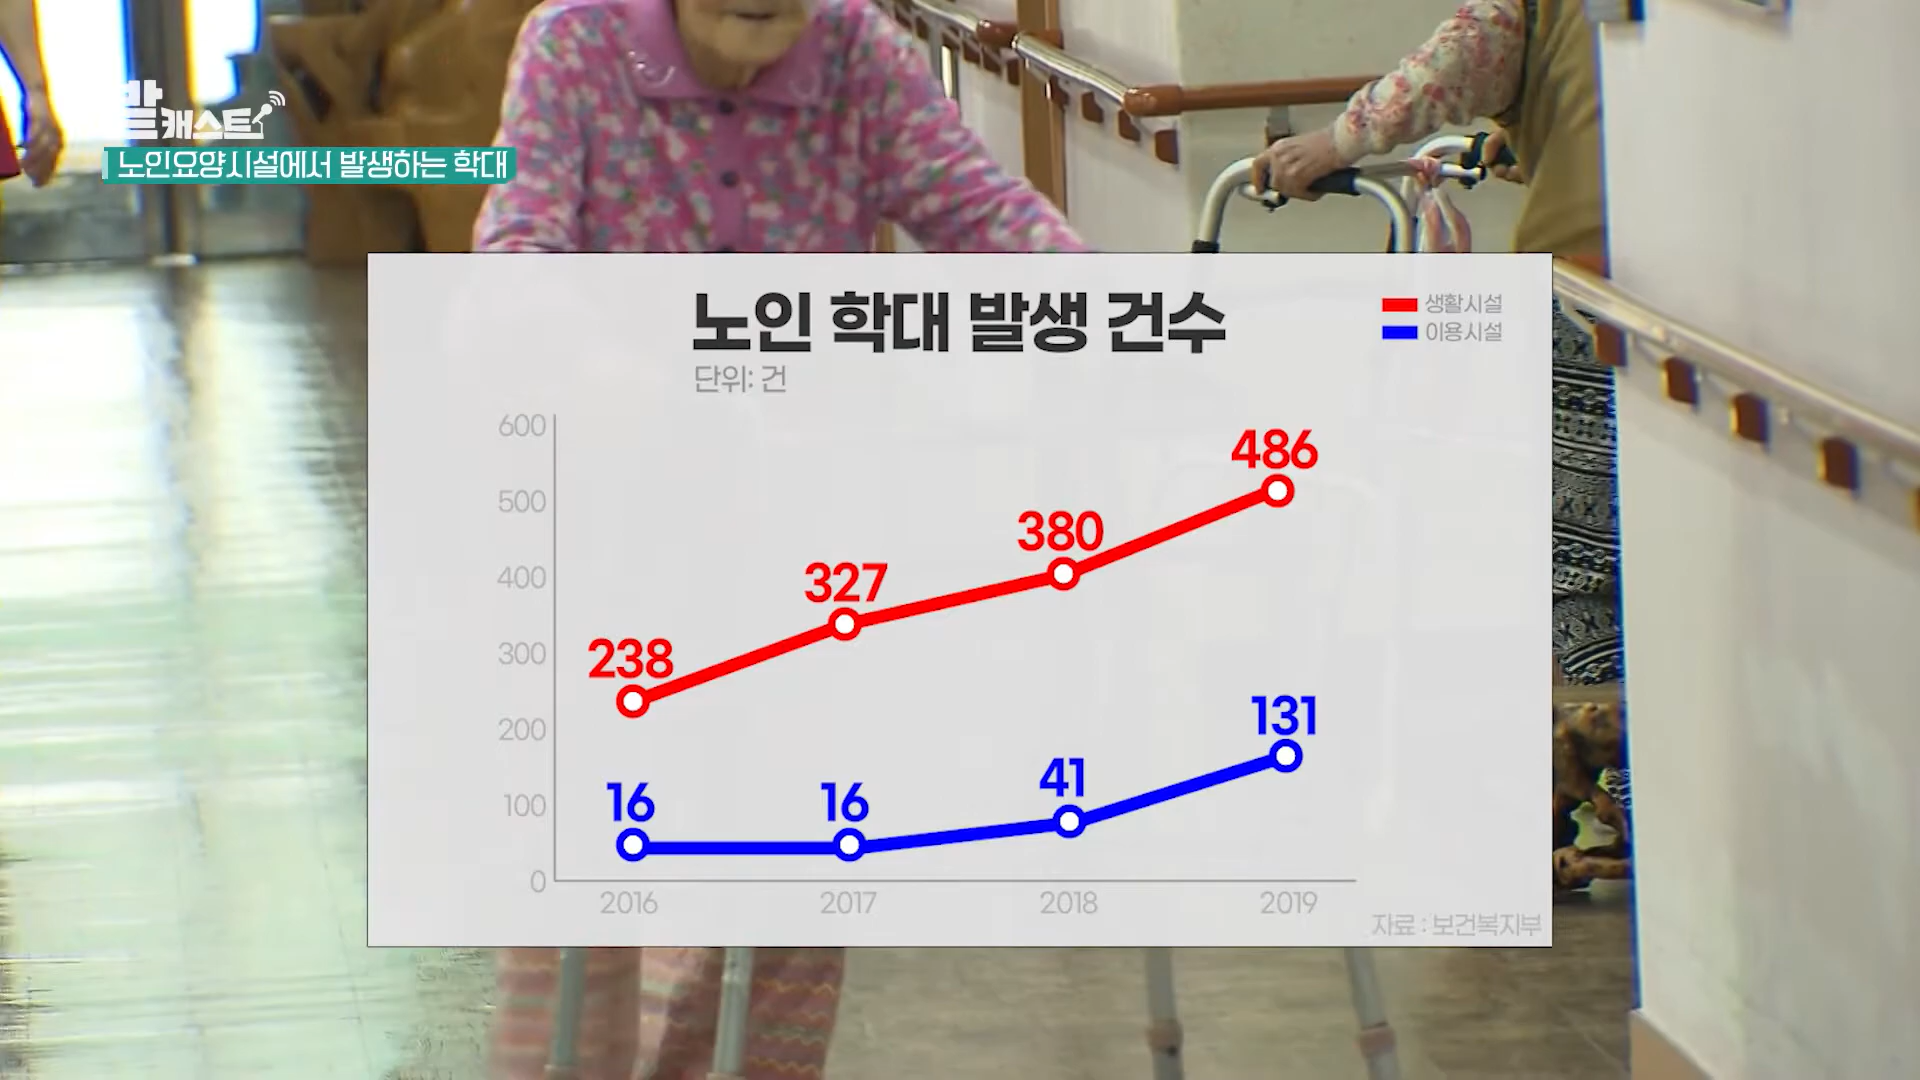 발
캐스트
노인요양시설에서 발생하는 학대
노인 학대 발생 건수
단위: 건
생활시설
이용시설
600
500
400
300
200
100
0
486
380
327
238
131
41
16
16
2016
2017
2018
2019
자료 : 보건복지부